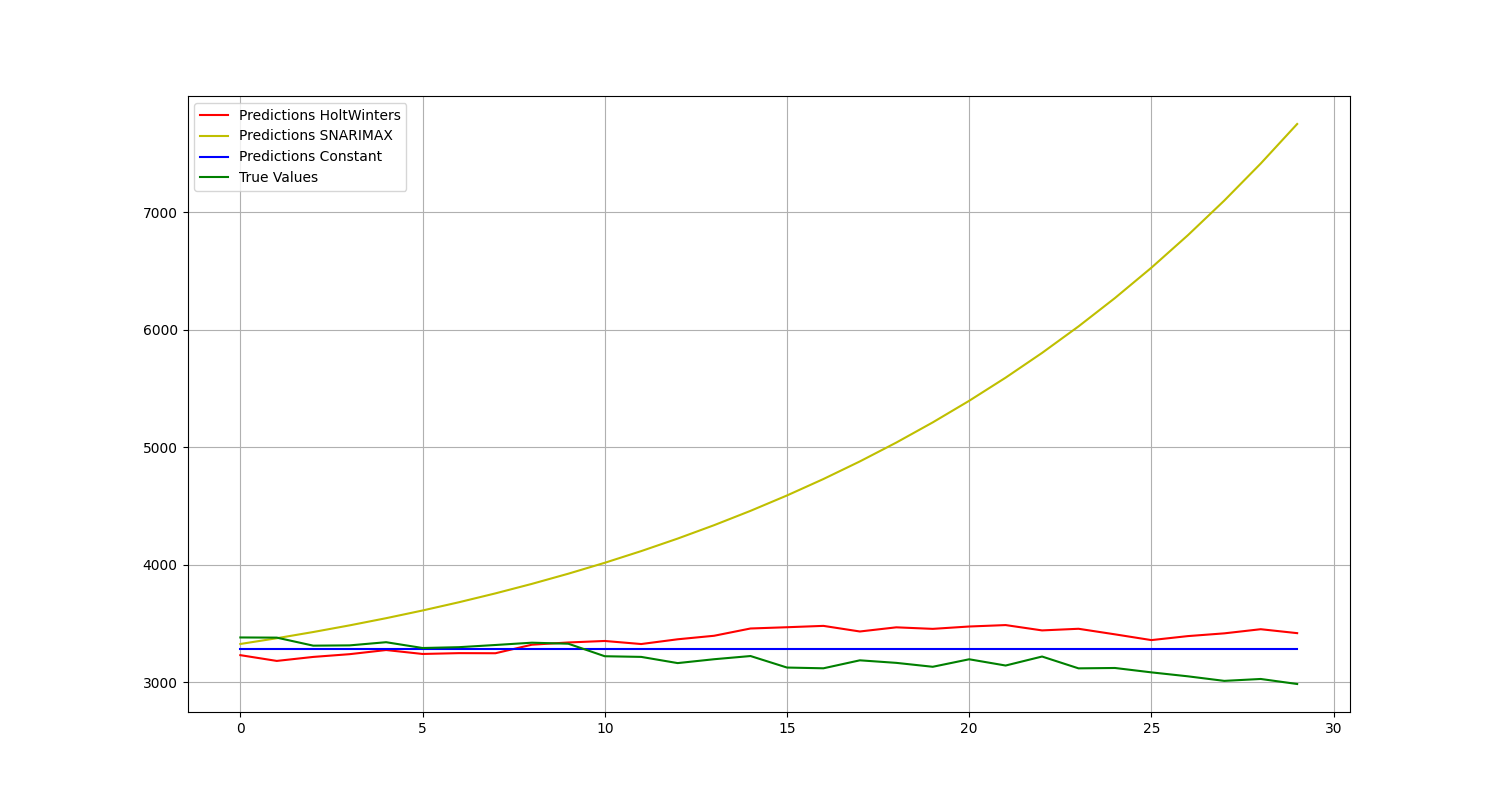 Predictions HoltWinters
Predictions SNARIMAX
Predictions Constant
True Values
7000
6000
5000
4000
3000
0 5 10 15 20 25 30